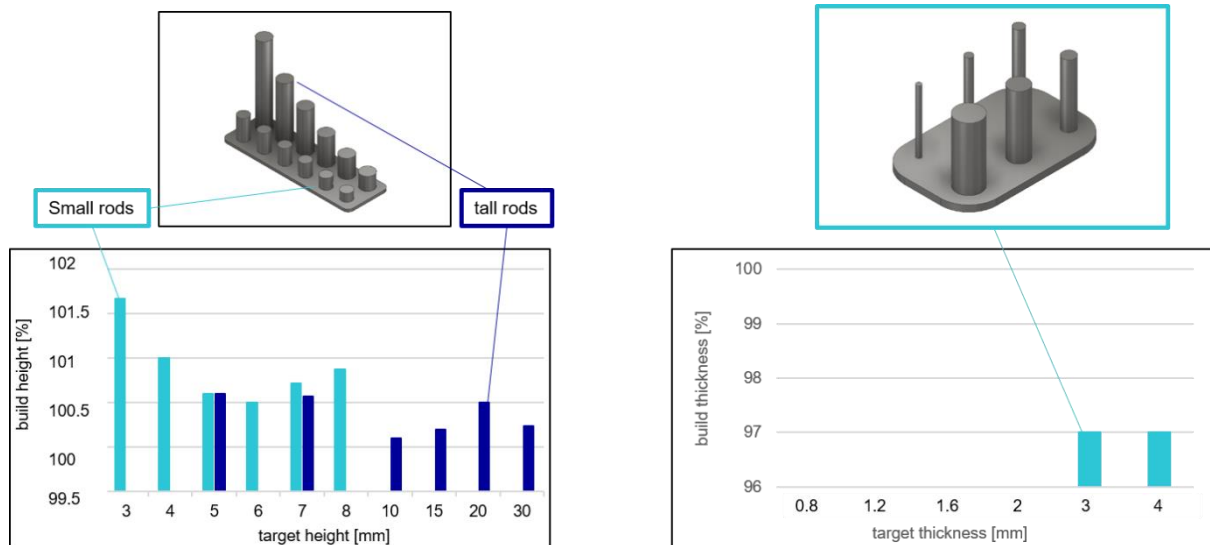 Small rods
tall rods
102
101.5
101
100.5
100
99.5
build height [%]
3 4 5 6 7 8 10 15 20 30
target height [mm]
100
99
98
97
96
build thickness [%]
0.8 1.2 1.6 2 3 4
target thickness [mm]